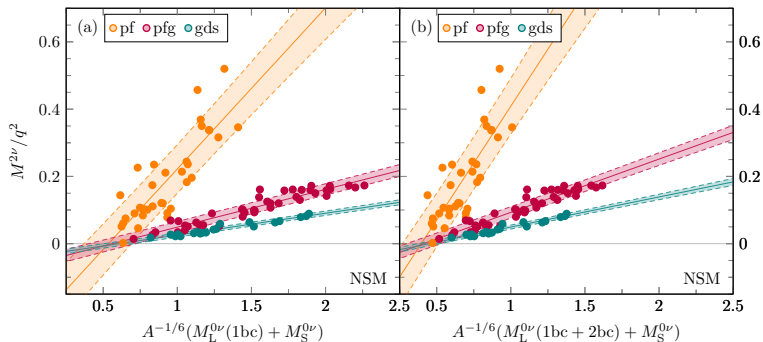 (a) pf pfg gds
(b) pf pfg gds
0.6
0.4
0.2
0
0.6
0.4
0.2
0
M^{2ν}/q^2
NSM
NSM
0.5 1 1.5 2 2.5
0.5 1 1.5 2 2.5
A^{-1/6}(M_L^{0ν}(1bc) + M_S^{0ν})
A^{-1/6}(M_L^{0ν}(1bc + 2bc) + M_S^{0ν})